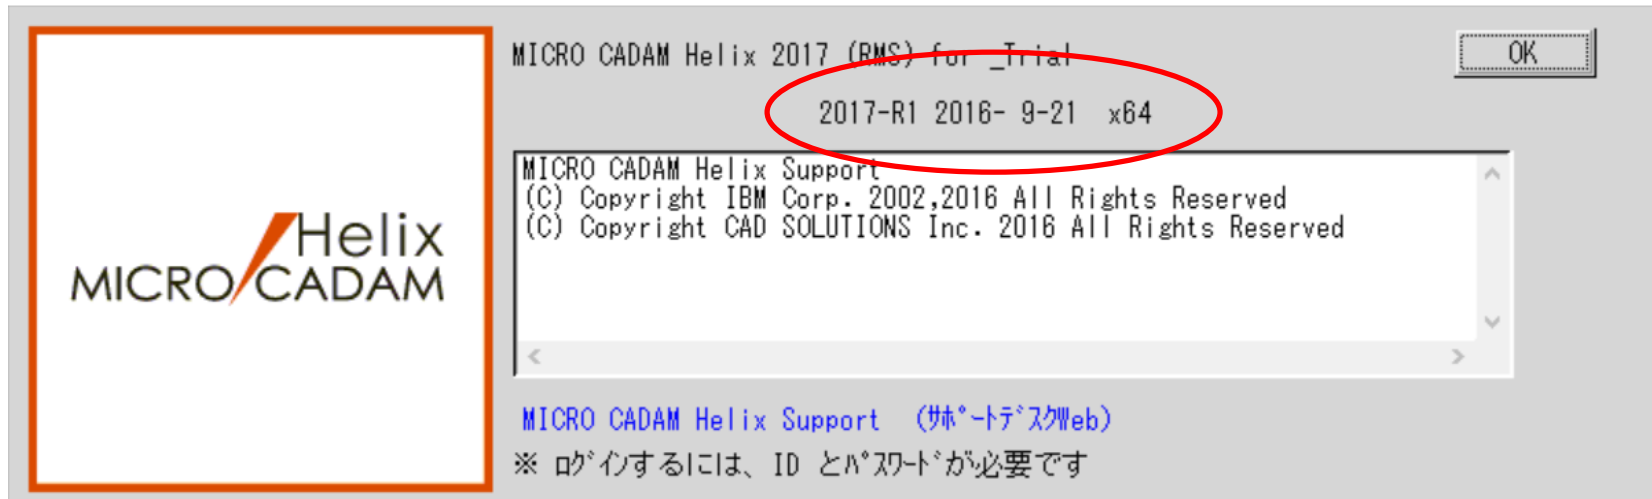 Helix
MICRO CADAM
MICRO CADAM Helix 2017 (RMS) for _Trial
OK
2017-R1 2016- 9-21 x64
MICRO CADAM Helix Support
(C) Copyright IBM Corp. 2002,2016 All Rights Reserved
(C) Copyright CAD SOLUTIONS Inc. 2016 All Rights Reserved
MICRO CADAM Helix Support (ｻﾎﾟｰﾄﾃﾞｽｸWeb)
※ ﾛｸﾞｲﾝするには、ID とﾊﾟｽﾜｰﾄﾞが必要です